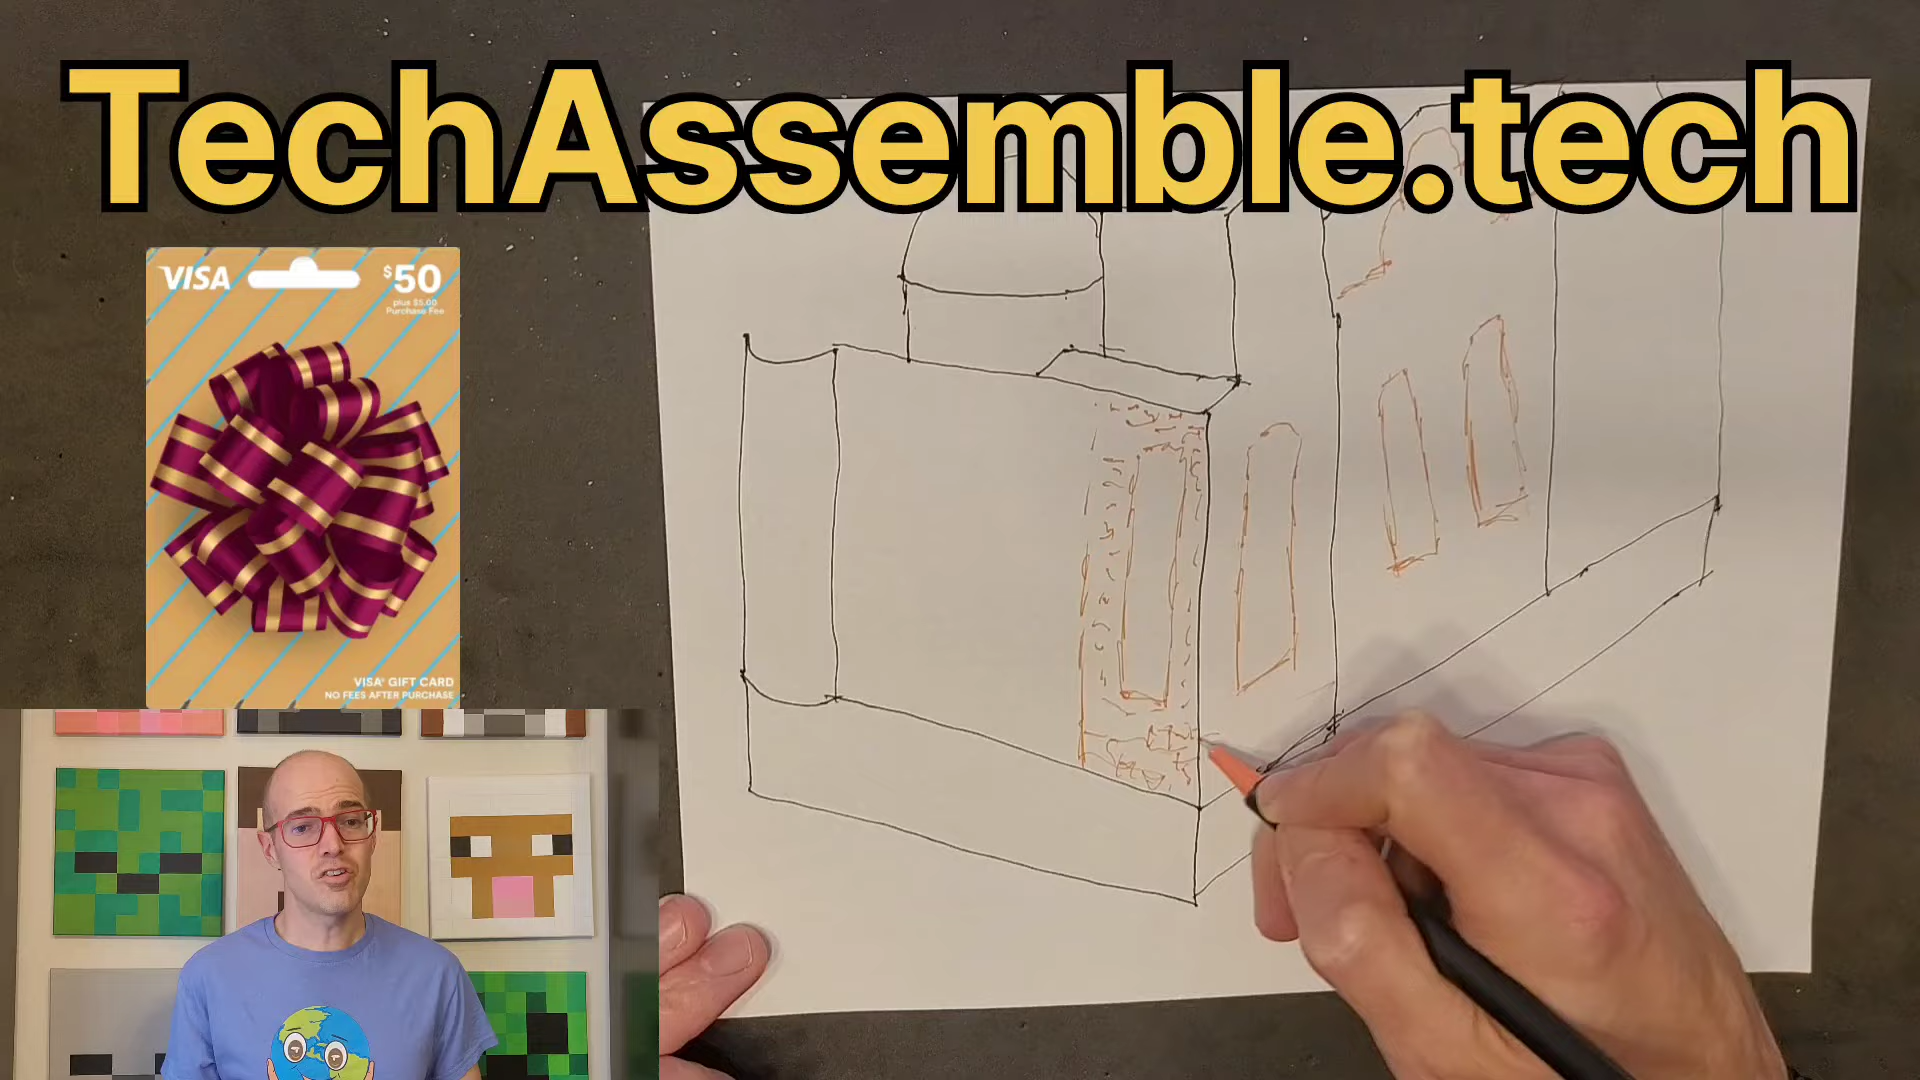 TechAssemble.tech
VISA
$50
plus $5.00
Purchase Fee
VISA® GIFT CARD
NO FEES AFTER PURCHASE